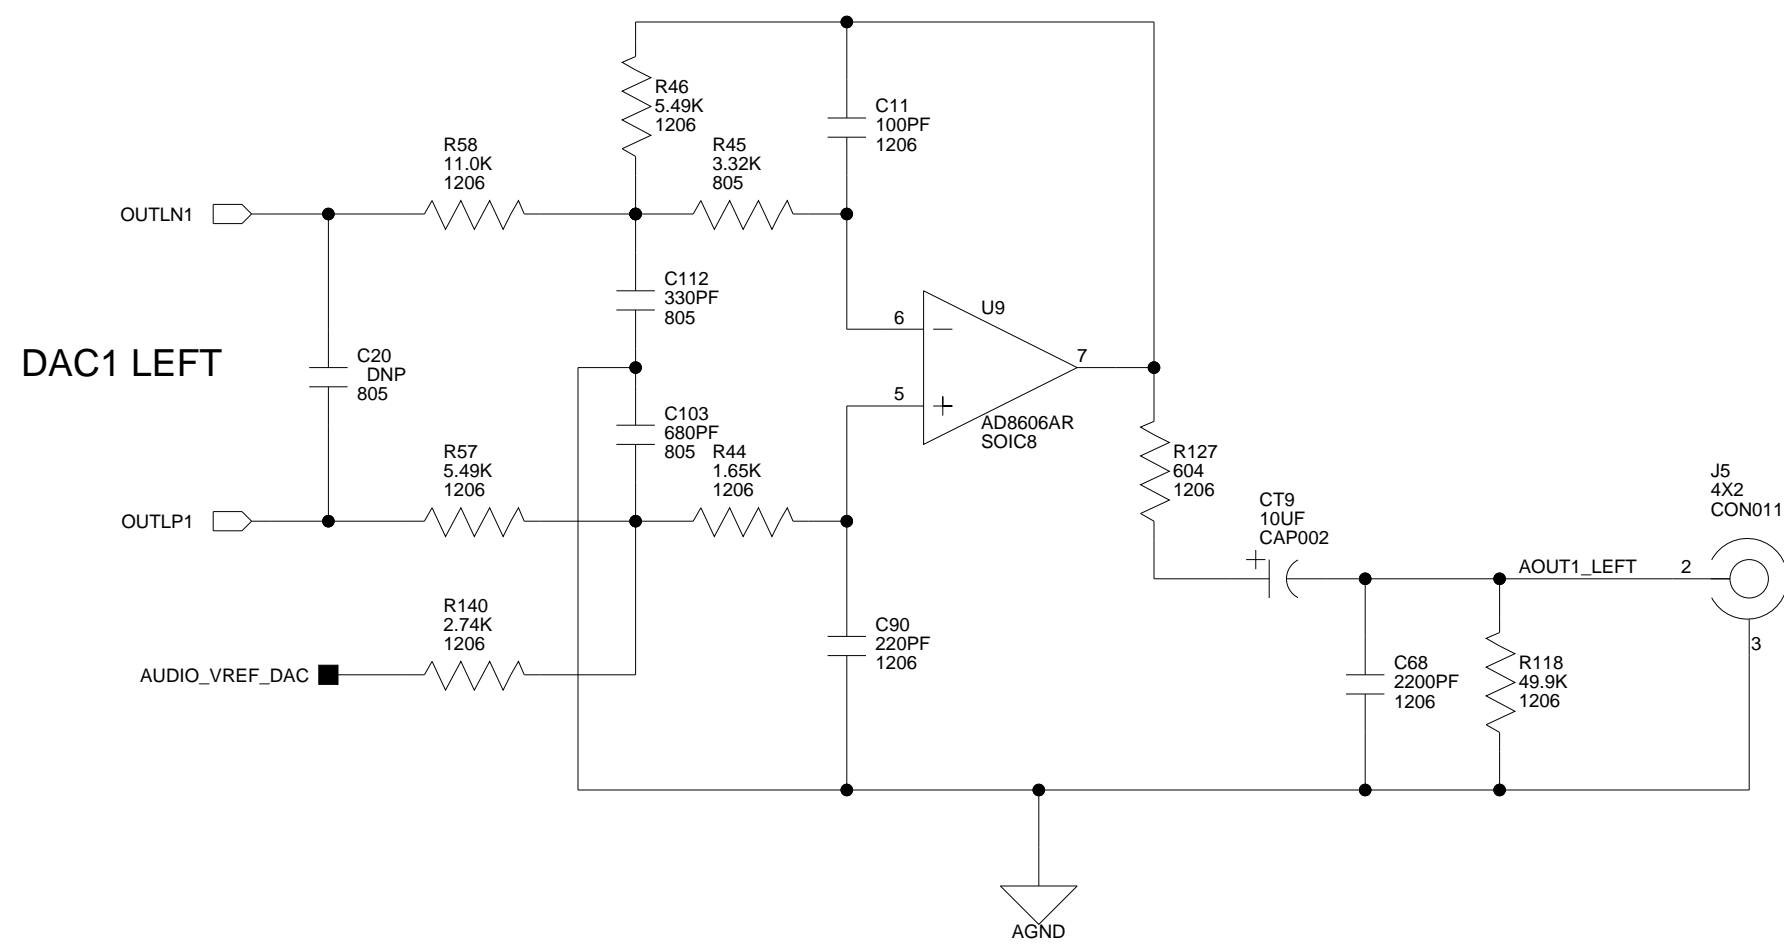 R46
5.49K
1206
C11
100PF
1206
R58
11.0K
1206
R45
3.32K
805
OUTLN1
C112
330PF
805
U9
6
DAC1 LEFT
C20
DNP
805
7
5
C103
680PF
805
AD8606AR
SOIC8
R57
5.49K
1206
R44
1.65K
1206
R127
604
1206
J5
4X2
CON011
CT9
10UF
CAP002
OUTLP1
+
AOUT1_LEFT
2
R140
2.74K
1206
C90
220PF
1206
3
AUDIO_VREF_DAC
C68
2200PF
1206
R118
49.9K
1206
AGND